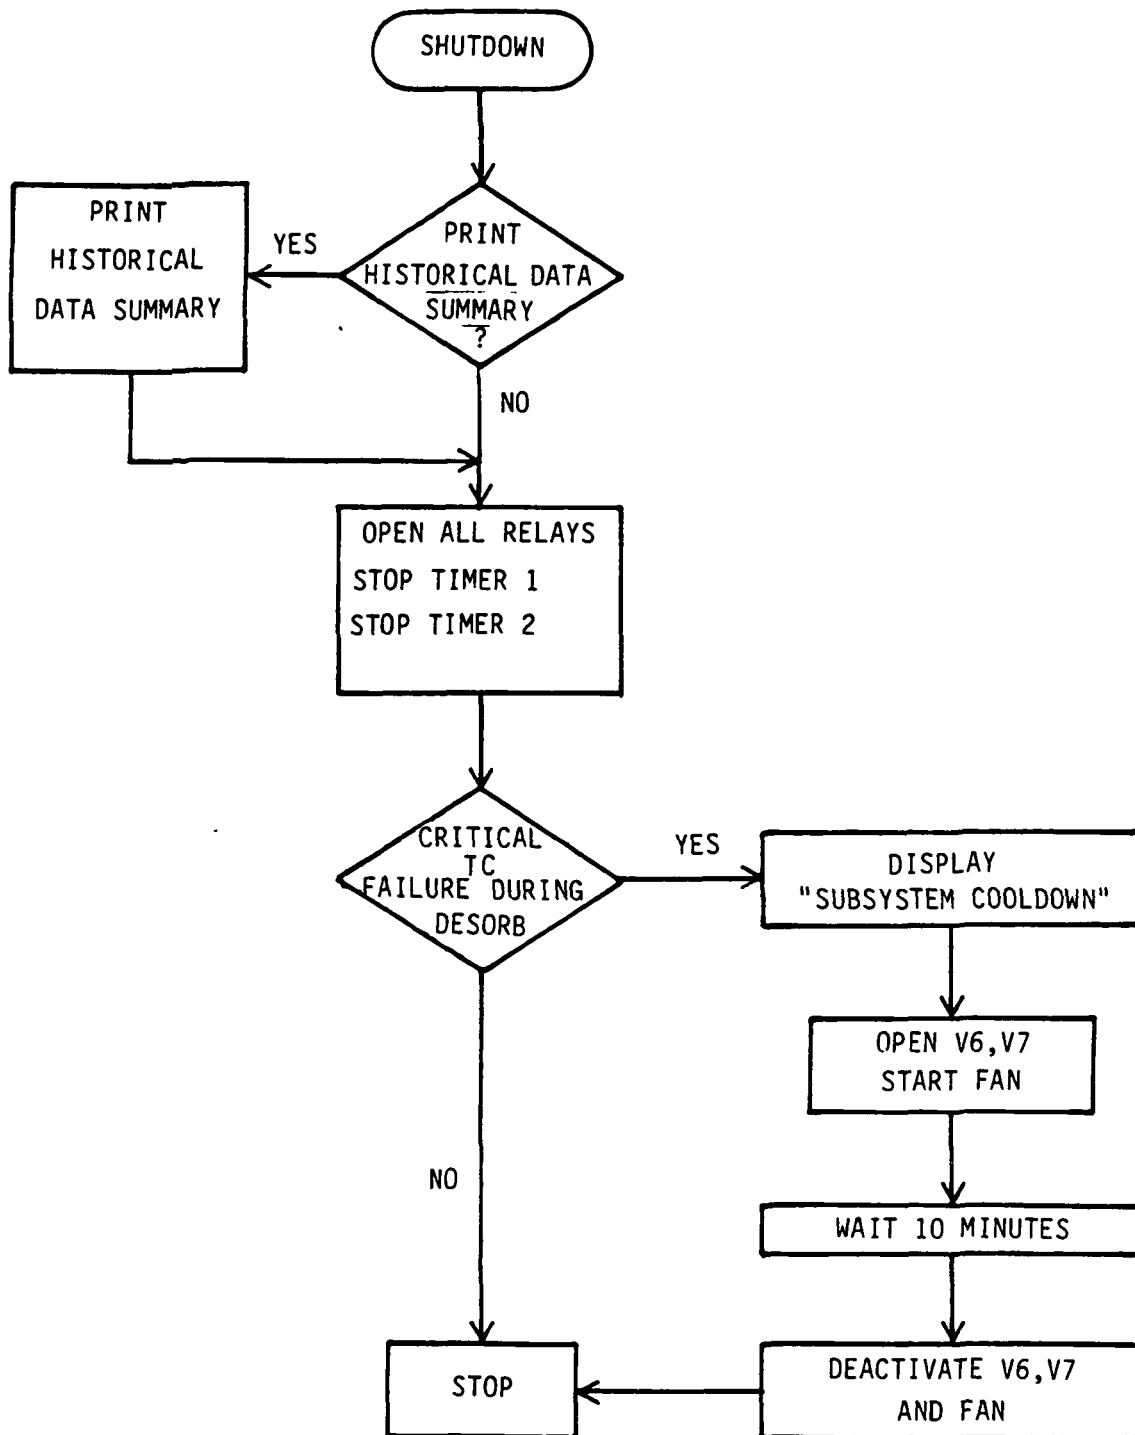 SHUTDOWN
PRINT
HISTORICAL
DATA SUMMARY
YES
PRINT
HISTORICAL DATA
SUMMARY
?
NO
OPEN ALL RELAYS
STOP TIMER 1
STOP TIMER 2
CRITICAL
TC
FAILURE DURING
DESORB
YES
DISPLAY
"SUBSYSTEM COOLDOWN"
OPEN V6,V7
START FAN
NO
WAIT 10 MINUTES
DEACTIVATE V6,V7
AND FAN
STOP